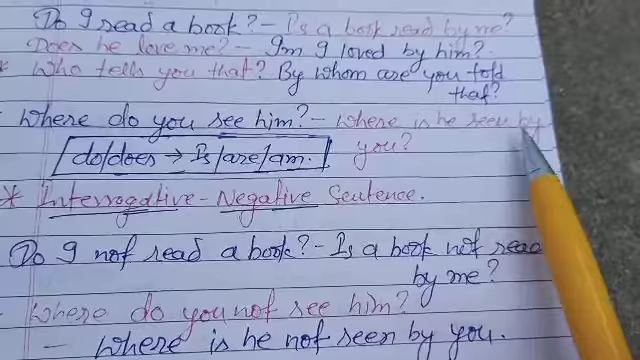 Do I read a book? - Is a book read by me?
Does he love me? - Im I loved by him?
* Who tells you that? By whom are you told
that?
- Where do you see him? - Where is he seen by
do/does → Is/are/am. you?
* Interrogative - Negative Sentence.
Do I not read a book? - Is a book not read
by me?
- Where do you not see him?
- Where is he not seen by you.